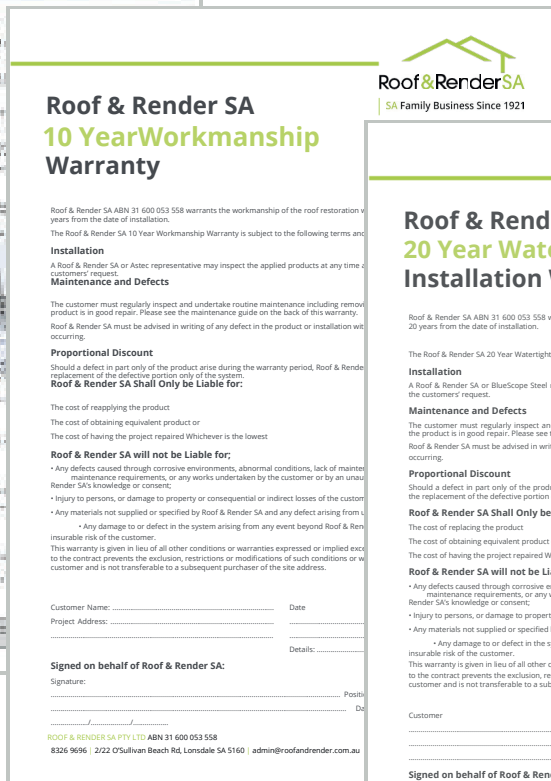 Roof&RenderSA
SA Family Business Since 1921
Roof & Render SA
10 YearWorkmanship
Warranty
Roof & Render SA ABN 31 600 053 558 warrants the workmanship of the roof restoration
years from the date of installation.
The Roof & Render SA 10 Year Workmanship Warranty is subject to the following terms
Installation
A Roof & Render SA or Astec representative may inspect the applied products at any time
customers' request.
Maintenance and Defects
The customer must regularly inspect and undertake routine maintenance including
product is in good repair. Please see the maintenance guide on the back of this warranty.
Roof & Render SA must be advised in writing of any defect in the product or installation
occurring.
Proportional Discount
Should a defect in part only of the product arise during the warranty period, Roof &
replacement of the defective portion only of the system.
Roof & Render SA Shall Only be Liable for:
The cost of reapplying the product
The cost of obtaining equivalent product or
The cost of having the project repaired Whichever is the lowest
Roof & Render SA will not be Liable for;
• Any defects caused through corrosive environments, abnormal conditions, lack of
maintenance requirements, or any works undertaken by the customer or by an
Render SA's knowledge or consent;
• Injury to persons, or damage to property or consequential or indirect losses of the
• Any materials not supplied or specified by Roof & Render SA and any defect arising from
• Any damage to or defect in the system arising from any event beyond Roof &
insurable risk of the customer.
This warranty is given in lieu of all other conditions or warranties expressed or implied
to the contract prevents the exclusion, restrictions or modifications of such conditions or
customer and is not transferable to a subsequent purchaser of the site address.
Customer Name: Date
Project Address:
Details:
Signed on behalf of Roof & Render SA:
Signature:
/ /
ROOF & RENDER SA PTY LTD ABN 31 600 053 558
8326 9696 | 2/22 O'Sullivan Beach Rd, Lonsdale SA 5160 | admin@roofandrender.com.au
Roof & Rend
20 Year Wat
Installation
Roof & Render SA ABN 31 600 053 558
20 years from the date of installation.
The Roof & Render SA 20 Year Watertight
Installation
A Roof & Render SA or BlueScope Steel
the customers' request.
Maintenance and Defects
The customer must regularly inspect
the product is in good repair. Please see
Roof & Render SA must be advised in
occurring.
Proportional Discount
Should a defect in part only of the
the replacement of the defective portion
Roof & Render SA Shall Only be
The cost of replacing the product
The cost of obtaining equivalent product
The cost of having the project repaired
Roof & Render SA will not be
• Any defects caused through corrosive
maintenance requirements, or any
Render SA's knowledge or consent;
• Injury to persons, or damage to
• Any materials not supplied or specified
• Any damage to or defect in the
insurable risk of the customer.
This warranty is given in lieu of all other
to the contract prevents the exclusion,
customer and is not transferable to a
Customer
Signed on behalf of Roof &